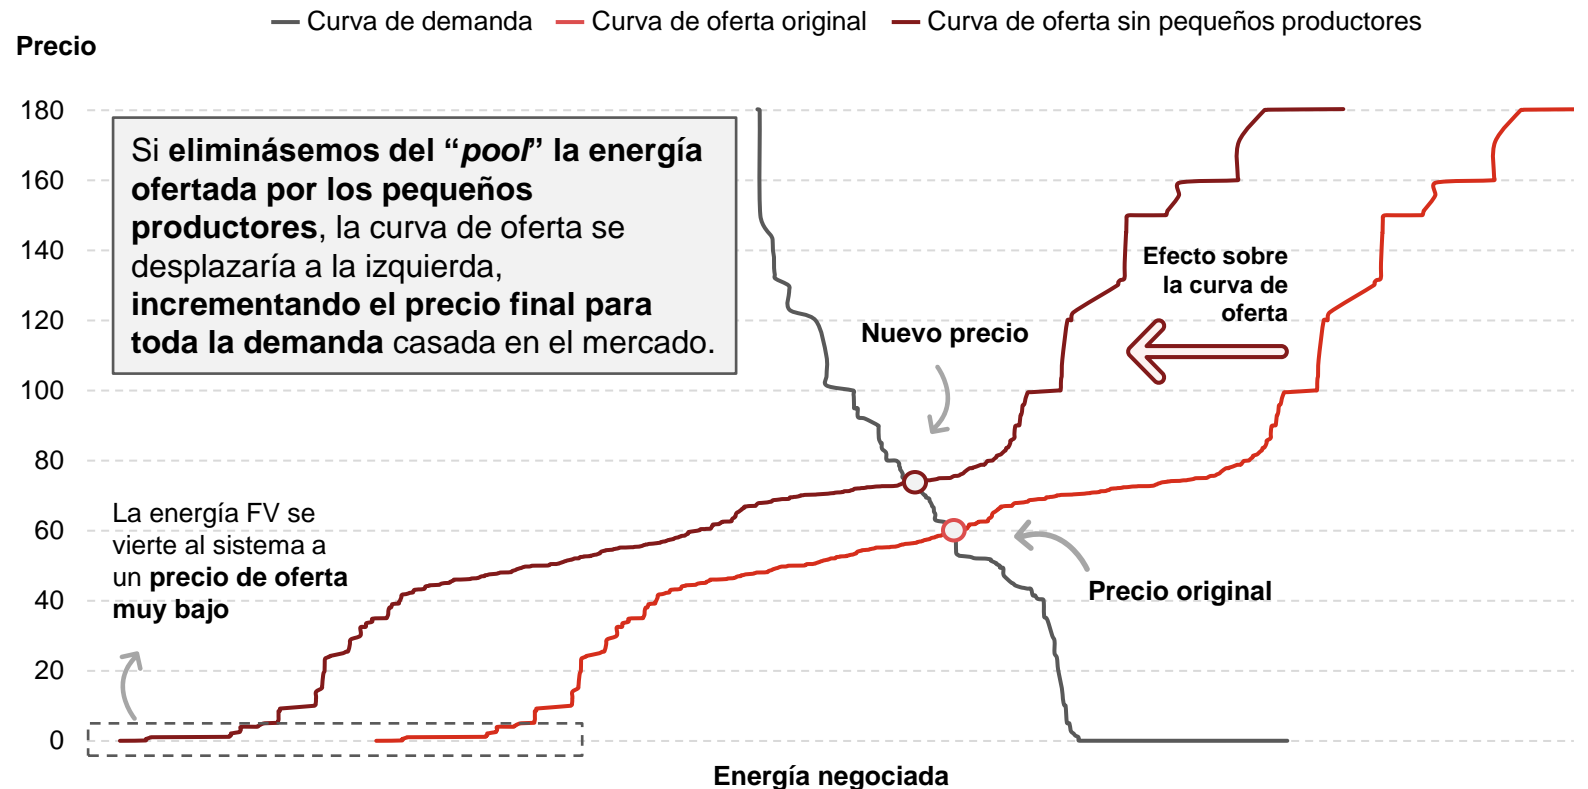 Curva de demanda Curva de oferta original Curva de oferta sin pequeños productores
Precio
180
160
140
120
100
80
60
40
20
0
Si eliminásemos del “pool” la energía
ofertada por los pequeños
productores, la curva de oferta se
desplazaría a la izquierda,
incrementando el precio final para
toda la demanda casada en el mercado.
Efecto sobre
la curva de
oferta
Nuevo precio
La energía FV se
vierte al sistema a
un precio de oferta
muy bajo
Precio original
Energía negociada